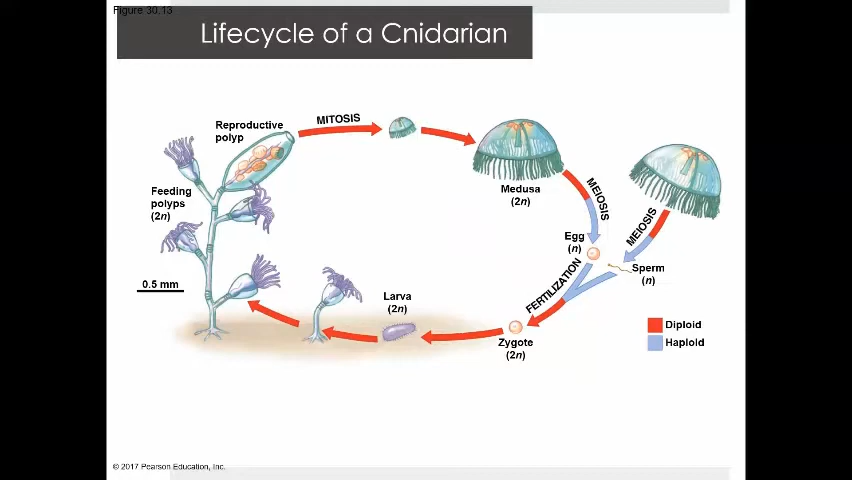 Figure 30.13
Lifecycle of a Cnidarian
Reproductive
polyp
MITOSIS
Feeding
polyps
(2n)
Medusa
(2n)
MEIOSIS
MEIOSIS
Egg
(n)
Sperm
(n)
FERTILIZATION
0.5 mm
Larva
(2n)
Zygote
(2n)
Diploid
Haploid
© 2017 Pearson Education, Inc.